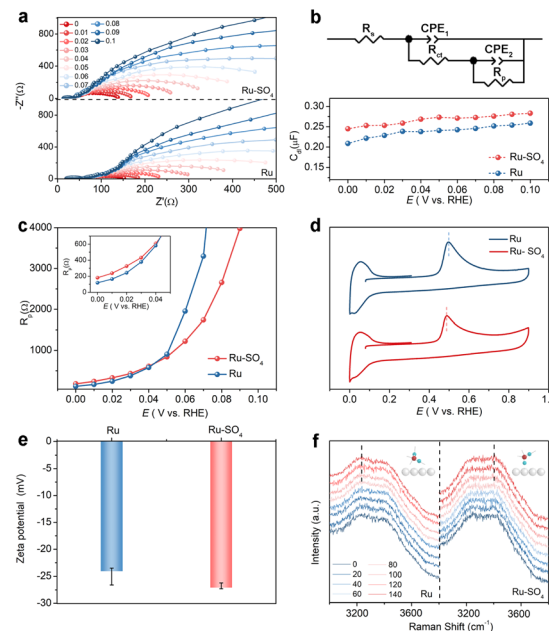 a
0
0.01
0.02
0.03
0.04
0.05
0.06
0.07
0.08
0.09
0.1
800
400
0
Ru-SO4
800
400
0
Ru
-Z''(Ω)
0 100 200 300 400 500
Z'(Ω)
b
Rs
CPE1
Rct
CPE2
Rp
0.30
0.25
0.20
0.15
Cdl(μF)
Ru-SO4
Ru
0.00 0.02 0.04 0.06 0.08 0.10
E ( V vs. RHE)
c
4000
3000
2000
1000
Rp(Ω)
600
400
200
0
Rp(Ω)
0.00 0.02 0.04
E ( V vs. RHE)
Ru-SO4
Ru
0.00 0.02 0.04 0.06 0.08 0.10
E ( V vs. RHE)
d
Ru
Ru- SO4
0.0 0.2 0.4 0.6 0.8 1.0
E ( V vs. RHE)
e
Ru Ru-SO4
0
-5
-10
-15
-20
-25
-30
Zeta potential (mV)
f
Intensity (a.u.)
0
20
40
60
80
100
120
140
Ru
Ru-SO4
3200 3600 3200 3600
Raman Shift (cm-1)